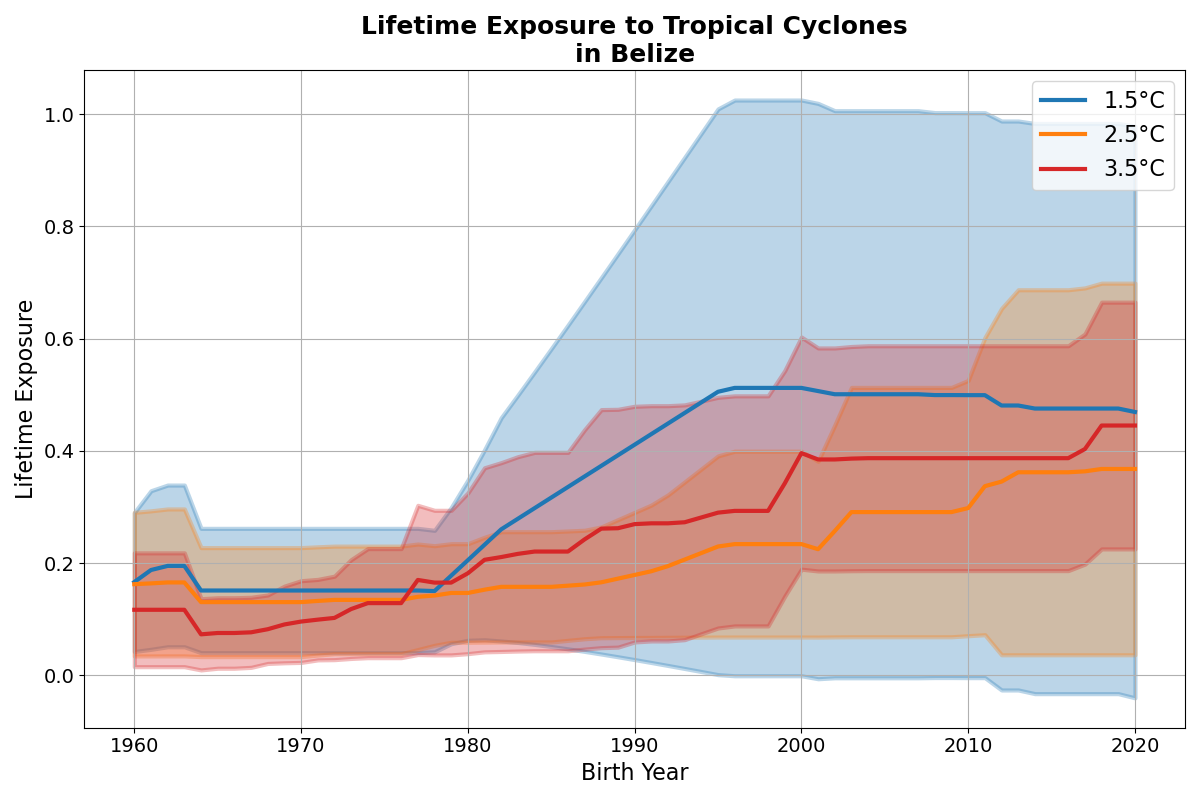 Lifetime Exposure to Tropical Cyclones
in Belize
1.5°C
2.5°C
3.5°C
Lifetime Exposure
1.0
0.8
0.6
0.4
0.2
0.0
1960 1970 1980 1990 2000 2010 2020
Birth Year